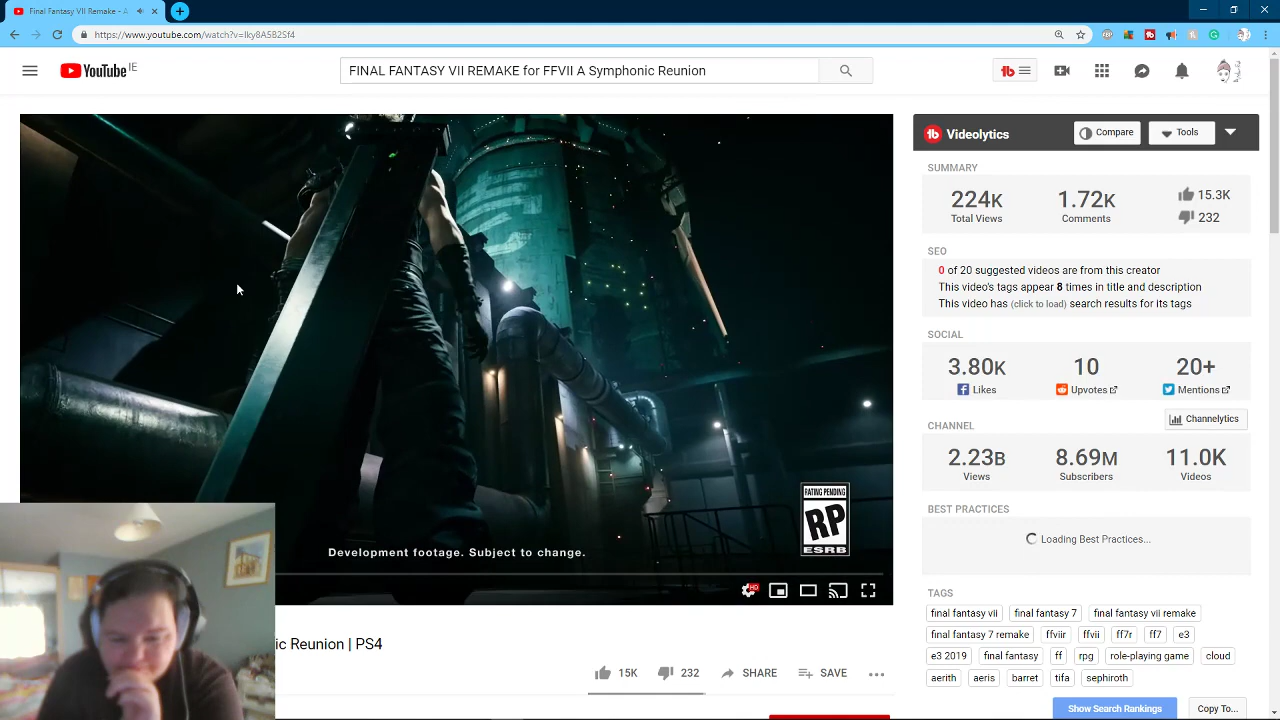 Final Fantasy VII Remake - A
https://www.youtube.com/watch?v=Iky8A5B2Sf4
YouTube IE
FINAL FANTASY VII REMAKE for FFVII A Symphonic Reunion
tb
tb Videolytics
Compare
Tools
SUMMARY
224K
Total Views
1.72K
Comments
15.3K
232
SEO
0 of 20 suggested videos are from this creator
This video's tags appear 8 times in title and description
This video has (click to load) search results for its tags
SOCIAL
3.80K
Likes
10
Upvotes
20+
Mentions
Channelytics
CHANNEL
2.23B
Views
8.69M
Subscribers
11.0K
Videos
BEST PRACTICES
Loading Best Practices...
TAGS
final fantasy vii final fantasy 7 final fantasy vii remake
final fantasy 7 remake ffviir ffvii ff7r ff7 e3
e3 2019 final fantasy ff rpg role-playing game cloud
aerith aeris barret tifa sephiroth
Show Search Rankings
Copy To...
RATING PENDING
RP
ESRB
Development footage. Subject to change.
HD
ic Reunion | PS4
15K
232
SHARE
SAVE